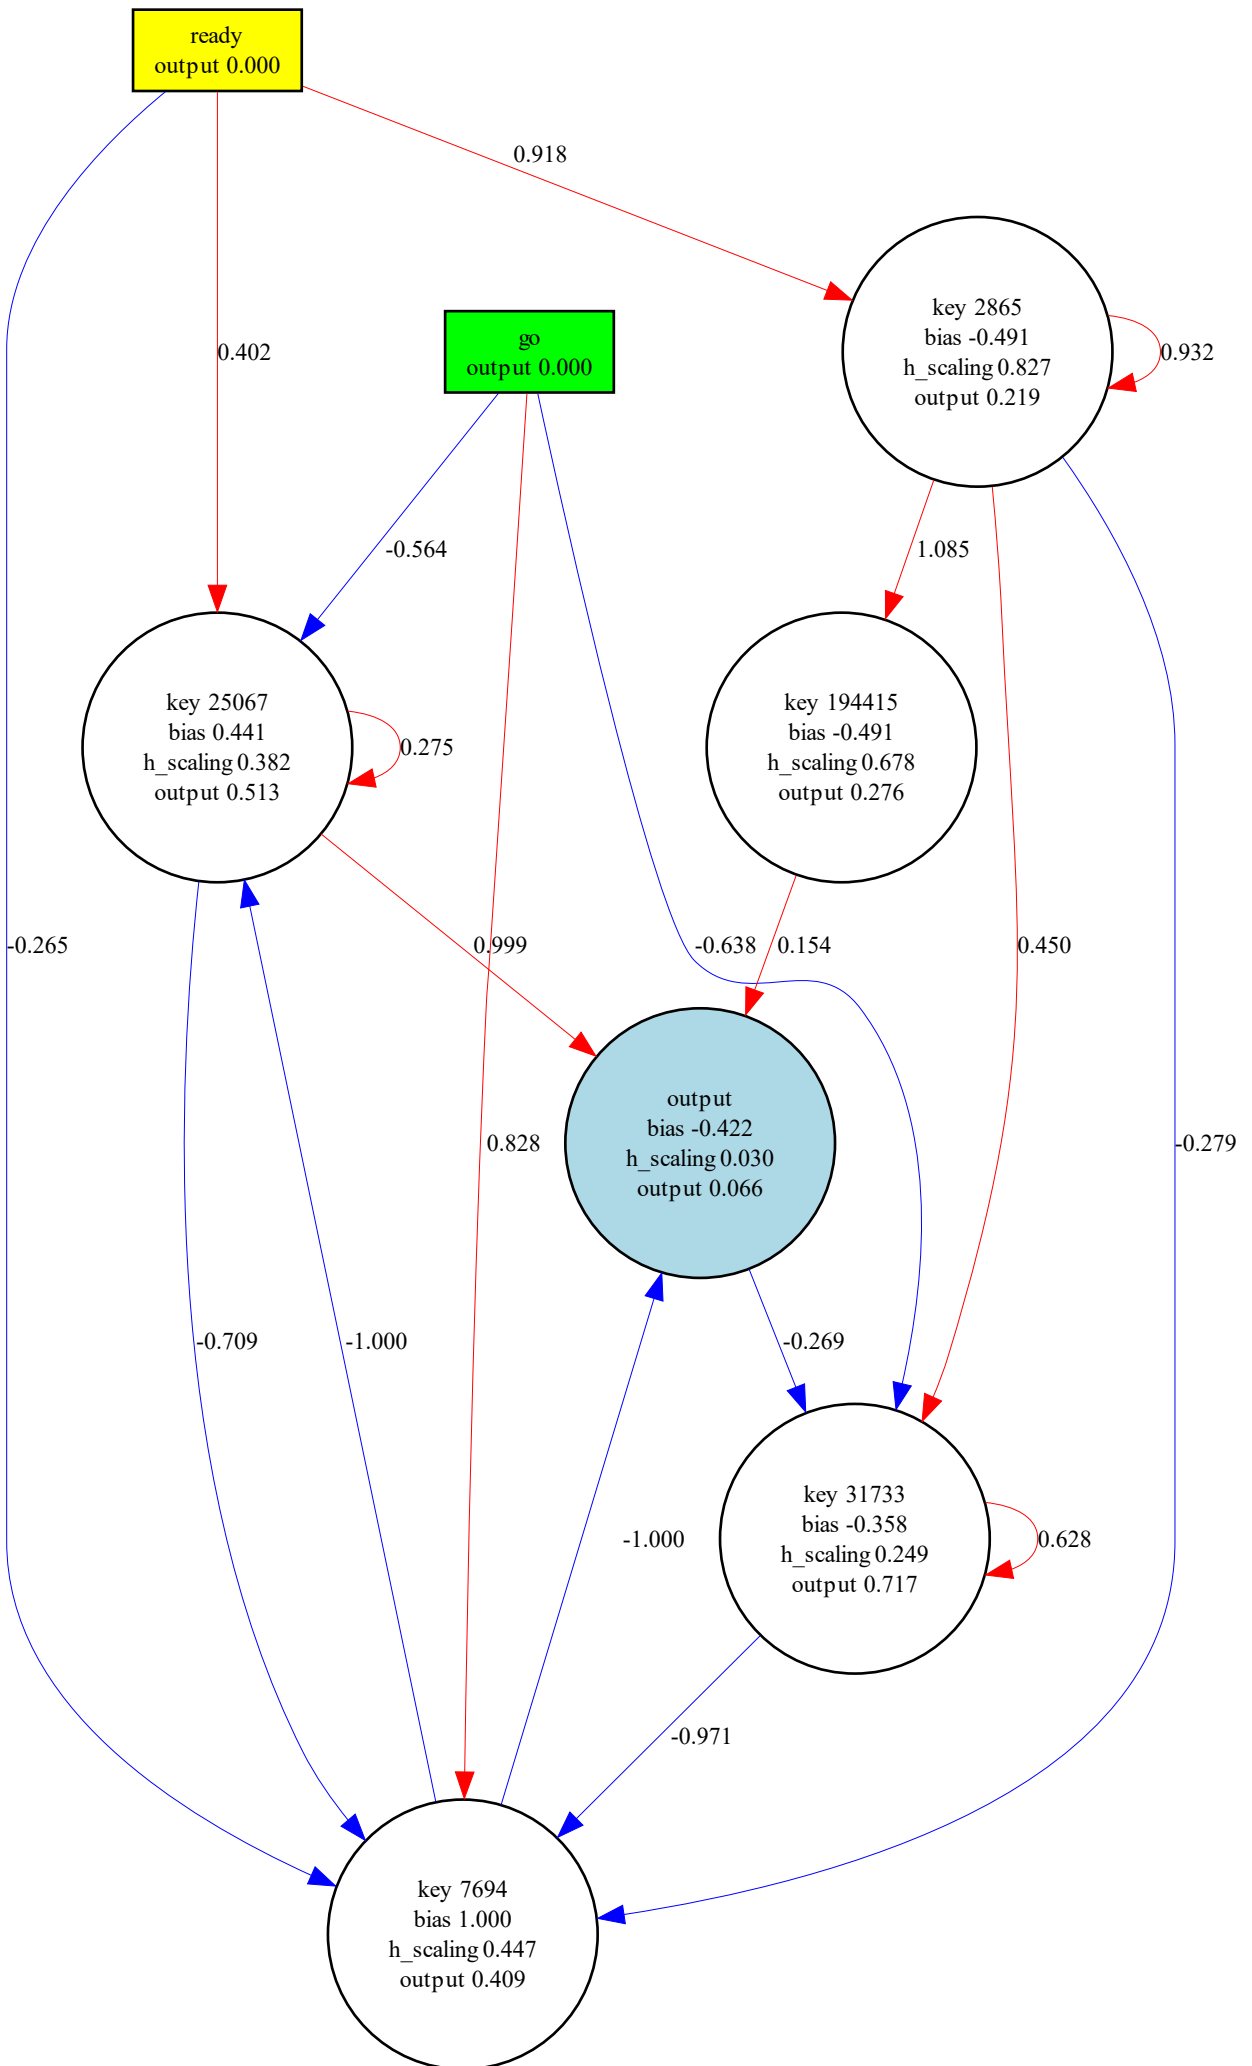 ready
output 0.000
0.918
key 2865
bias -0.491
h_scaling 0.827
output 0.219
0.932
0.402
go
output 0.000
-0.564
1.085
key 25067
bias 0.441
h_scaling 0.382
output 0.513
0.275
key 194415
bias -0.491
h_scaling 0.678
output 0.276
-0.265
0.999
-0.638
0.154
0.450
output
bias -0.422
h_scaling 0.030
output 0.066
0.828
-0.279
-0.709
-1.000
-0.269
key 31733
bias -0.358
h_scaling 0.249
output 0.717
0.628
-1.000
-0.971
key 7694
bias 1.000
h_scaling 0.447
output 0.409